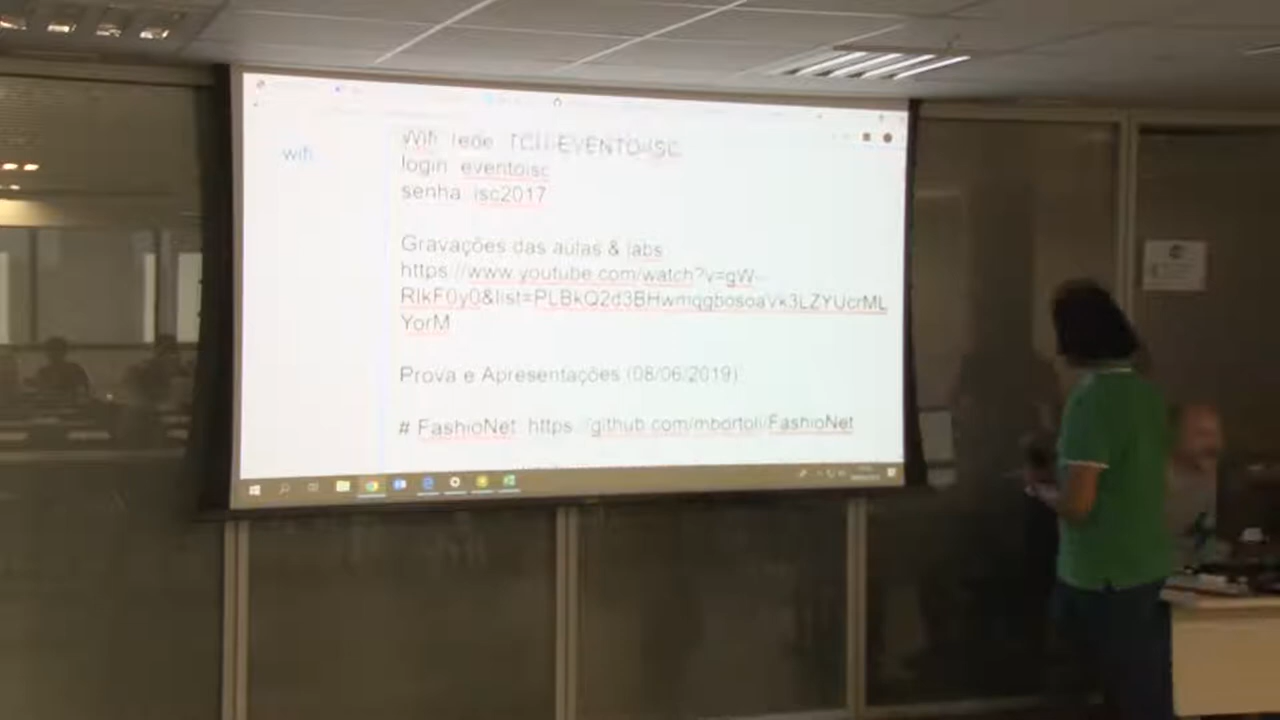 wifi
Wifi rede TCU-EVENTO-ISC
login eventoisc
senha isc2017
Gravações das aulas & labs
https://www.youtube.com/watch?v=gW-
RlkF0y0&list=PLBkQ2d3BHwmqgbosoaVk3LZYUcrML
YorM
Prova e Apresentações (08/06/2019)
# FashioNet https://github.com/mbortoli/FashioNet